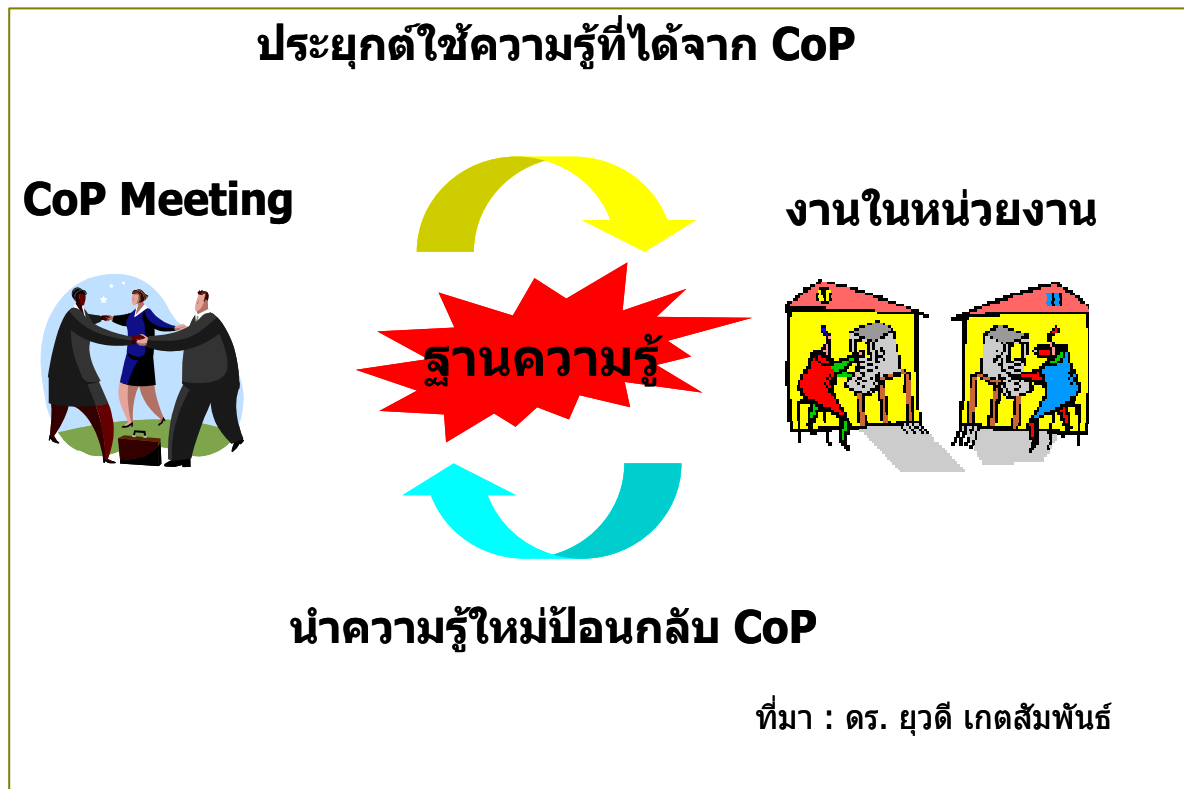 ประยุกต์ใช้ความรู้ที่ได้จาก CoP
CoP Meeting
งานในหน่วยงาน
ฐานความรู้
นำความรู้ใหม่ป้อนกลับ CoP
ที่มา : ดร. ยุวดี เกตสัมพันธ์